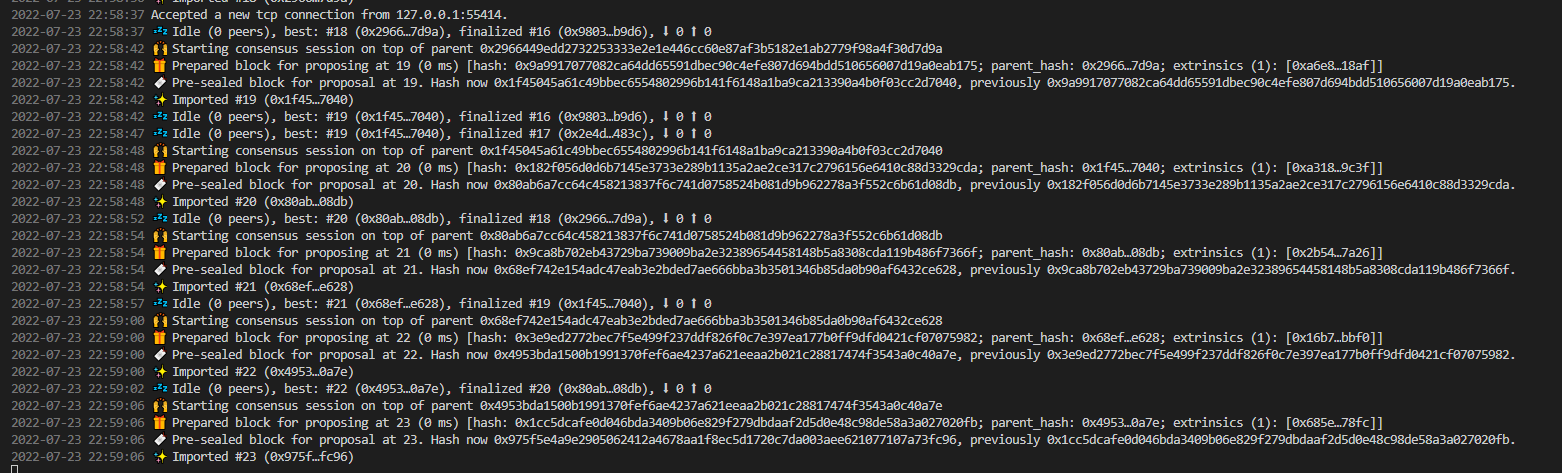 2022-07-23 22:58:37 Accepted a new tcp connection from 127.0.0.1:55414.
2022-07-23 22:58:37 💤 Idle (0 peers), best: #18 (0x2966…7d9a), finalized #16 (0x9803…b9d6), ⬇ 0 ⬆ 0
2022-07-23 22:58:42 🙌 Starting consensus session on top of parent 0x2966449edd2732253333e2e1e446cc60e87af3b5182e1ab2779f98a4f30d7d9a
2022-07-23 22:58:42 🎁 Prepared block for proposing at 19 (0 ms) [hash: 0x9a9917077082ca64dd65591dbec90c4efe807d694bdd510656007d19a0eab175; parent_hash: 0x2966…7d9a; extrinsics (1): [0xa6e8…18af]]
2022-07-23 22:58:42 🔖 Pre-sealed block for proposal at 19. Hash now 0x1f45045a61c49bbec6554802996b141f6148a1ba9ca213390a4b0f03cc2d7040, previously 0x9a9917077082ca64dd65591dbec90c4efe807d694bdd510656007d19a0eab175.
2022-07-23 22:58:42 ✨ Imported #19 (0x1f45…7040)
2022-07-23 22:58:42 💤 Idle (0 peers), best: #19 (0x1f45…7040), finalized #16 (0x9803…b9d6), ⬇ 0 ⬆ 0
2022-07-23 22:58:47 💤 Idle (0 peers), best: #19 (0x1f45…7040), finalized #17 (0x2e4d…483c), ⬇ 0 ⬆ 0
2022-07-23 22:58:48 🙌 Starting consensus session on top of parent 0x1f45045a61c49bbec6554802996b141f6148a1ba9ca213390a4b0f03cc2d7040
2022-07-23 22:58:48 🎁 Prepared block for proposing at 20 (0 ms) [hash: 0x182f056d0d6b7145e3733e289b1135a2ae2ce317c2796156e6410c88d3329cda; parent_hash: 0x1f45…7040; extrinsics (1): [0xa318…9c3f]]
2022-07-23 22:58:48 🔖 Pre-sealed block for proposal at 20. Hash now 0x80ab6a7cc64c458213837f6c741d0758524b081d9b962278a3f552c6b61d08db, previously 0x182f056d0d6b7145e3733e289b1135a2ae2ce317c2796156e6410c88d3329cda.
2022-07-23 22:58:48 ✨ Imported #20 (0x80ab…08db)
2022-07-23 22:58:52 💤 Idle (0 peers), best: #20 (0x80ab…08db), finalized #18 (0x2966…7d9a), ⬇ 0 ⬆ 0
2022-07-23 22:58:54 🙌 Starting consensus session on top of parent 0x80ab6a7cc64c458213837f6c741d0758524b081d9b962278a3f552c6b61d08db
2022-07-23 22:58:54 🎁 Prepared block for proposing at 21 (0 ms) [hash: 0x9ca8b702eb43729ba739009ba2e32389654458148b5a8308cda119b486f7366f; parent_hash: 0x80ab…08db; extrinsics (1): [0x2b54…7a26]]
2022-07-23 22:58:54 🔖 Pre-sealed block for proposal at 21. Hash now 0x68ef742e154adc47eab3e2bded7ae666bba3b3501346b85da0b90af6432ce628, previously 0x9ca8b702eb43729ba739009ba2e32389654458148b5a8308cda119b486f7366f.
2022-07-23 22:58:54 ✨ Imported #21 (0x68ef…e628)
2022-07-23 22:58:57 💤 Idle (0 peers), best: #21 (0x68ef…e628), finalized #19 (0x1f45…7040), ⬇ 0 ⬆ 0
2022-07-23 22:59:00 🙌 Starting consensus session on top of parent 0x68ef742e154adc47eab3e2bded7ae666bba3b3501346b85da0b90af6432ce628
2022-07-23 22:59:00 🎁 Prepared block for proposing at 22 (0 ms) [hash: 0x3e9ed2772bec7f5e499f237ddf826f0c7e397ea177b0ff9dfd0421cf07075982; parent_hash: 0x68ef…e628; extrinsics (1): [0x16b7…bbf0]]
2022-07-23 22:59:00 🔖 Pre-sealed block for proposal at 22. Hash now 0x4953bda1500b1991370fef6ae4237a621eeaa2b021c28817474f3543a0c40a7e, previously 0x3e9ed2772bec7f5e499f237ddf826f0c7e397ea177b0ff9dfd0421cf07075982.
2022-07-23 22:59:00 ✨ Imported #22 (0x4953…0a7e)
2022-07-23 22:59:02 💤 Idle (0 peers), best: #22 (0x4953…0a7e), finalized #20 (0x80ab…08db), ⬇ 0 ⬆ 0
2022-07-23 22:59:06 🙌 Starting consensus session on top of parent 0x4953bda1500b1991370fef6ae4237a621eeaa2b021c28817474f3543a0c40a7e
2022-07-23 22:59:06 🎁 Prepared block for proposing at 23 (0 ms) [hash: 0x1cc5dcafe0d046bda3409b06e829f279dbdaaf2d5d0e48c98de58a3a027020fb; parent_hash: 0x4953…0a7e; extrinsics (1): [0x685e…78fc]]
2022-07-23 22:59:06 🔖 Pre-sealed block for proposal at 23. Hash now 0x975f5e4a9e2905062412a4678aa1f8ec5d1720c7da003aee621077107a73fc96, previously 0x1cc5dcafe0d046bda3409b06e829f279dbdaaf2d5d0e48c98de58a3a027020fb.
2022-07-23 22:59:06 ✨ Imported #23 (0x975f…fc96)